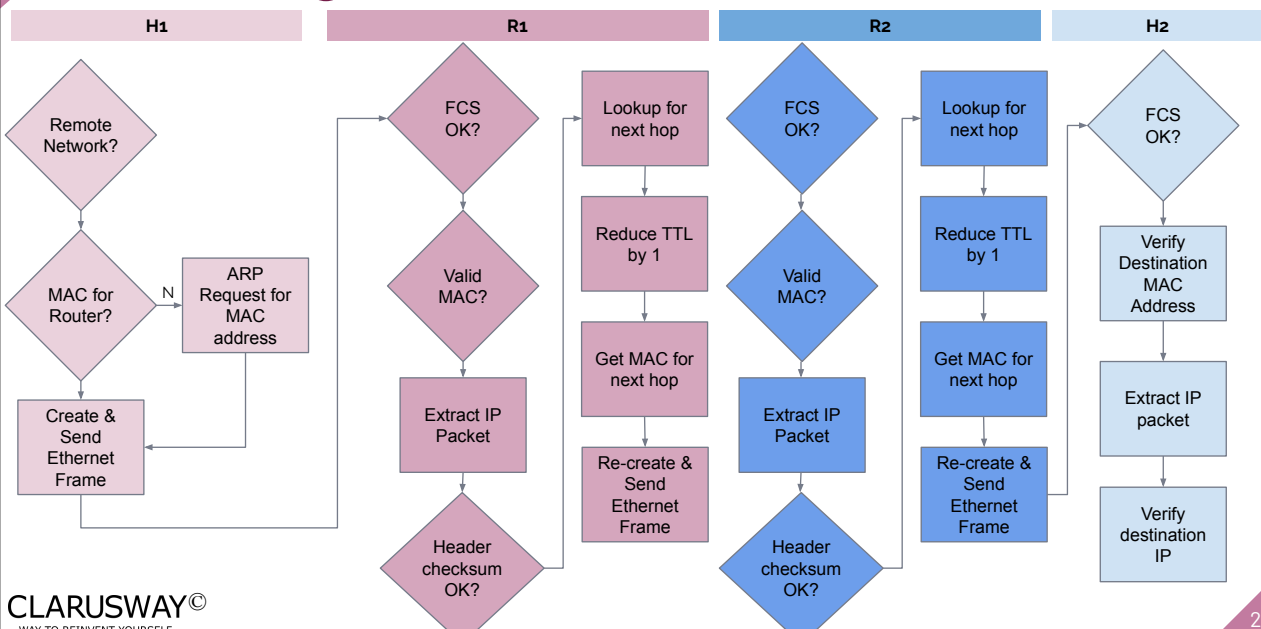 H1
R1
R2
H2
Remote
Network?
MAC for
Router?
N
ARP
Request for
MAC
address
Create &
Send
Ethernet
Frame
FCS
OK?
Valid
MAC?
Extract IP
Packet
Header
checksum
OK?
Lookup for
next hop
Reduce TTL
by 1
Get MAC for
next hop
Re-create &
Send
Ethernet
Frame
FCS
OK?
Valid
MAC?
Extract IP
Packet
Header
checksum
OK?
Lookup for
next hop
Reduce TTL
by 1
Get MAC for
next hop
Re-create &
Send
Ethernet
Frame
FCS
OK?
Verify
Destination
MAC
Address
Extract IP
packet
Verify
destination
IP
CLARUSWAY©
WAY TO REINVENT YOURSELF
2